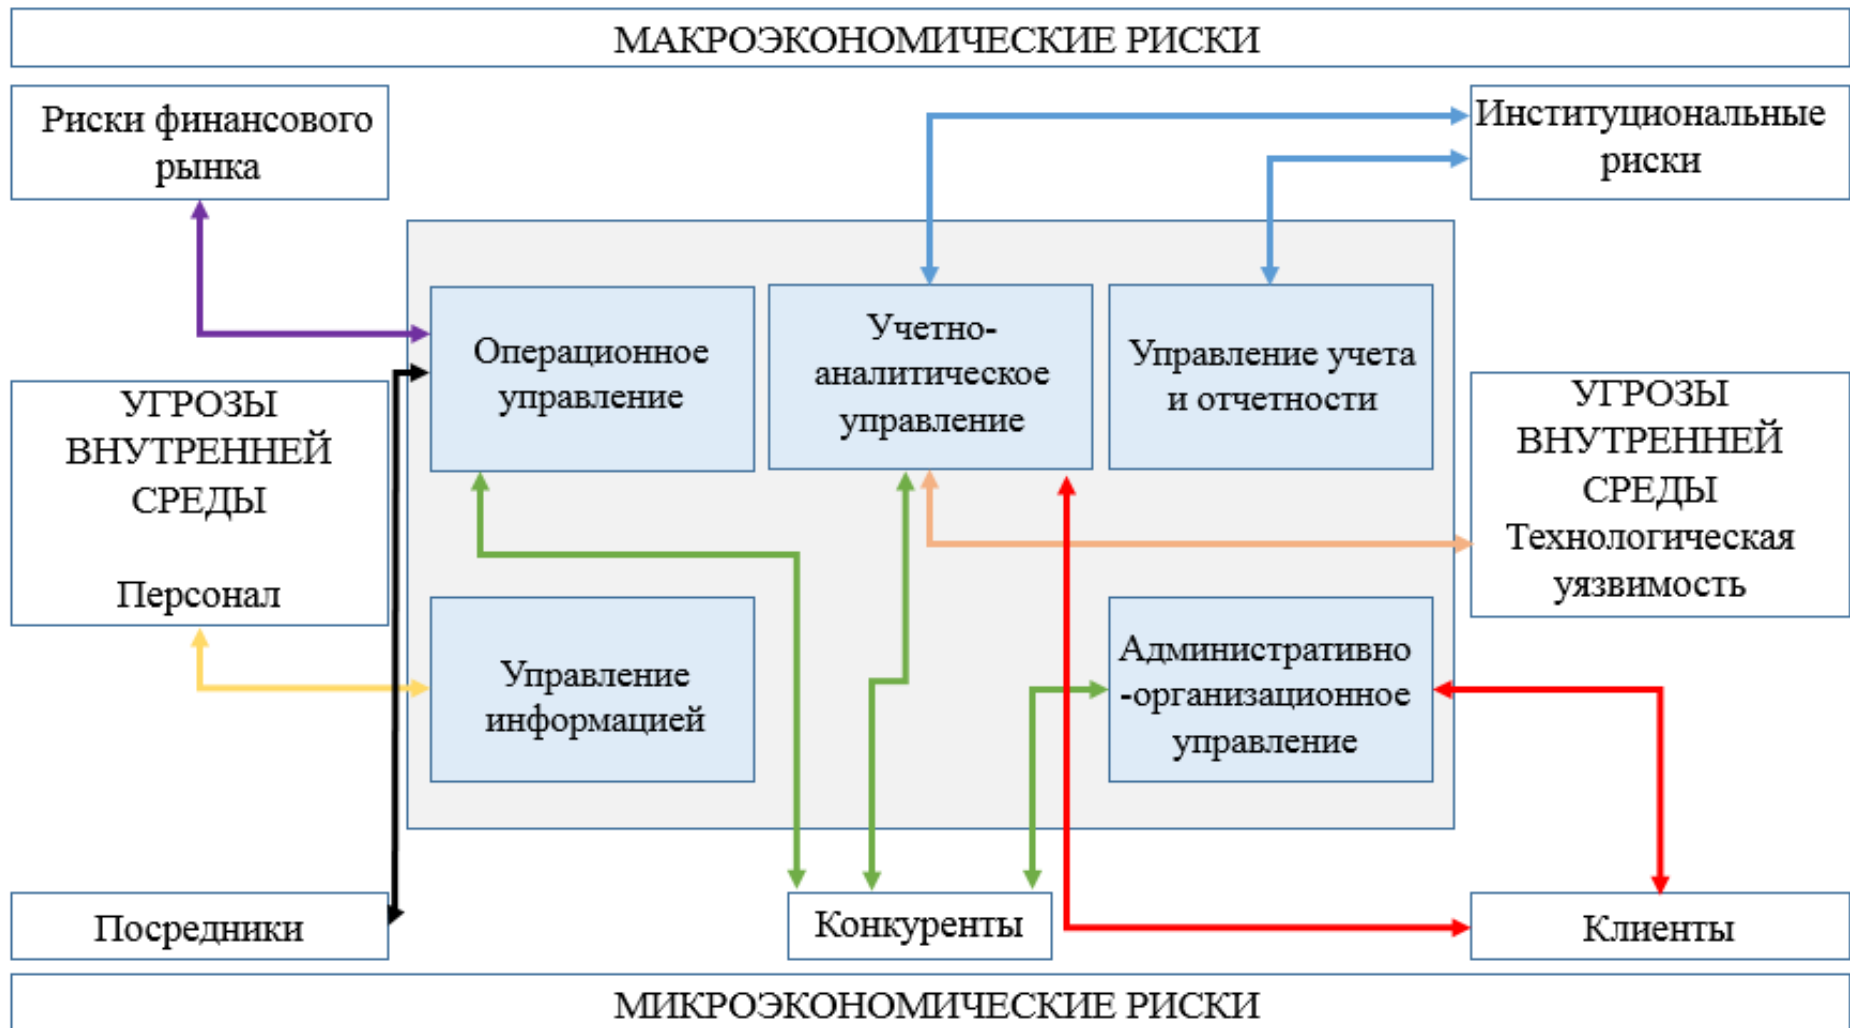 МАКРОЭКОНОМИЧЕСКИЕ РИСКИ
Риски финансового
рынка
Институциональные
риски
Операционное
управление
Учетно-
аналитическое
управление
Управление учета
и отчетности
УГРОЗЫ
ВНУТРЕННЕЙ
СРЕДЫ
Персонал
УГРОЗЫ
ВНУТРЕННЕЙ
СРЕДЫ
Технологическая
уязвимость
Управление
информацией
Административно
-организационное
управление
Посредники
Конкуренты
Клиенты
МИКРОЭКОНОМИЧЕСКИЕ РИСКИ